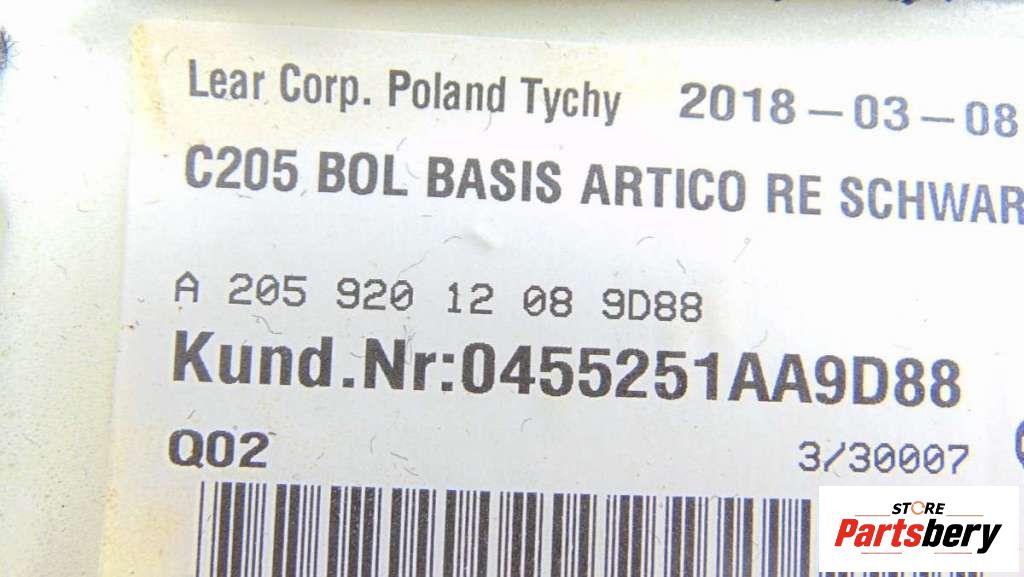 Lear Corp. Poland Tychy 2018-03-08
C205 BOL BASIS ARTICO RE SCHWAR
A 205 920 12 08 9D88
Kund.Nr:0455251AA9D88
Q02 3/30007
STORE
Partsbery